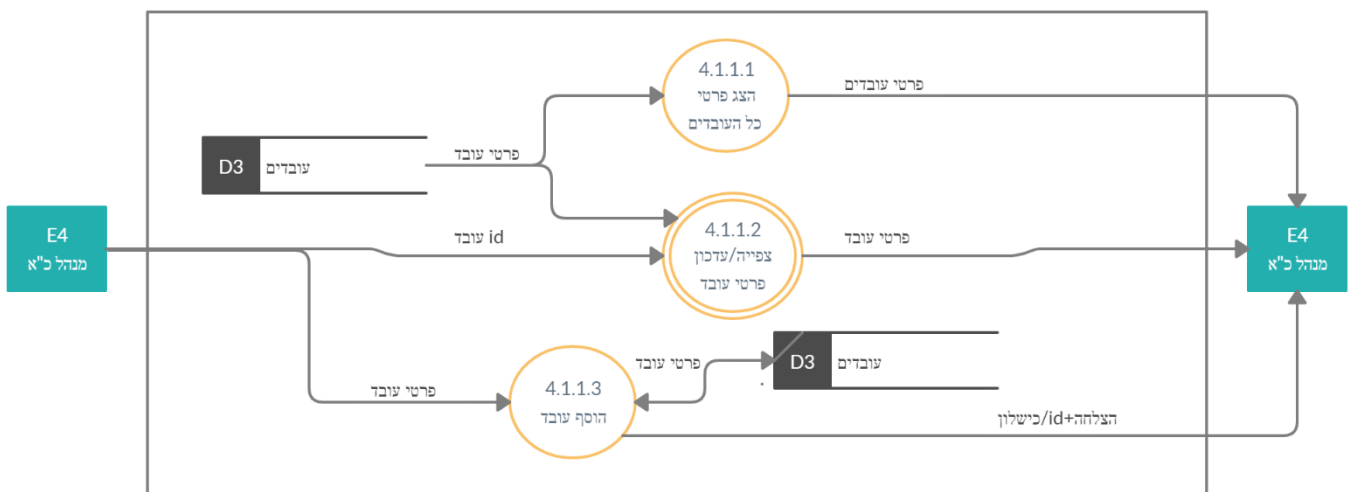 4.1.1.1
הצג פרטי
כל העובדים
פרטי עובדים
פרטי עובד
D3
עובדים
E4
מנהל כ"א
id עובד
4.1.1.2
צפייה/עדכון
פרטי עובד
פרטי עובד
E4
מנהל כ"א
פרטי עובד
4.1.1.3
הוסף עובד
פרטי עובד
D3
עובדים
הצלחה+id/כישלון